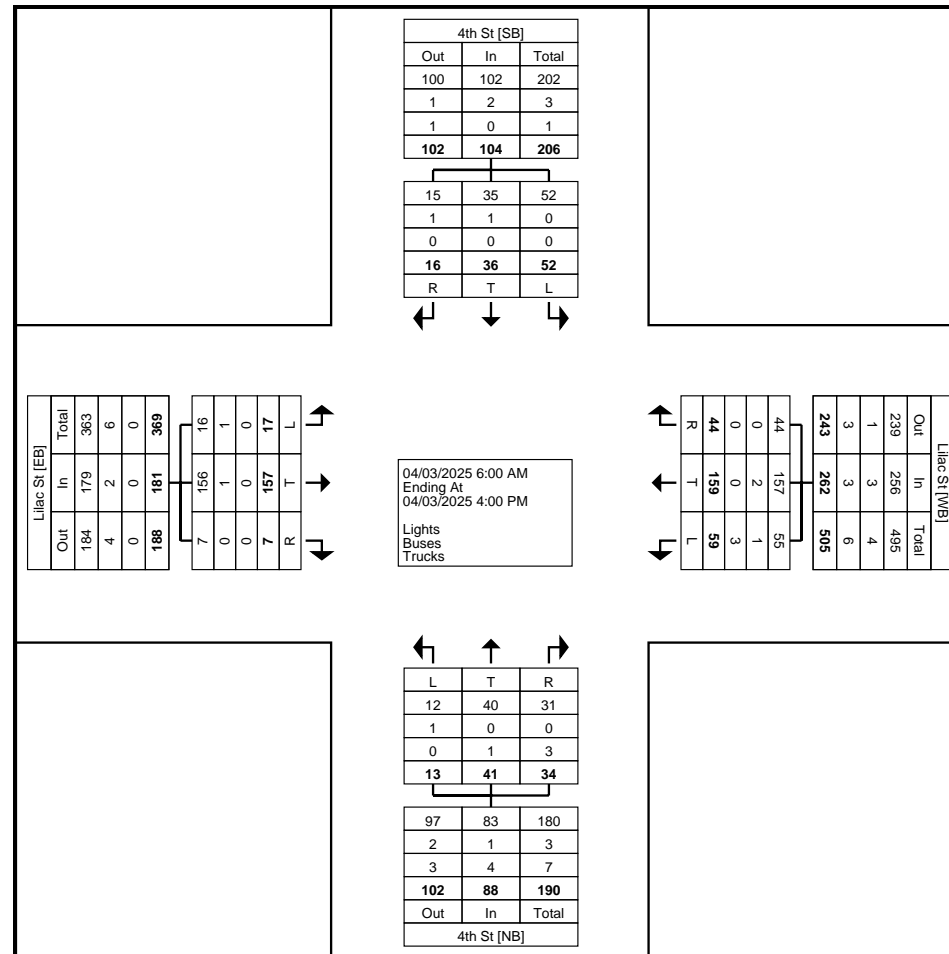 4th St [SB]
Out In Total
100 102 202
1 2 3
1 0 1
102 104 206
15 35 52
1 1 0
0 0 0
16 36 52
R T L
Lilac St [EB]
Total 363 6 0 369
In 179 2 0 181
Out 184 4 0 188
16 1 0 17 L
156 1 0 157 T
7 0 0 7 R
04/03/2025 6:00 AM
Ending At
04/03/2025 4:00 PM
Lights
Buses
Trucks
R 44 0 0 44
T 159 0 2 157
L 59 3 1 55
243 3 1 239 Out
262 3 3 256 In
505 6 4 495 Total
Lilac St [WB]
L T R
12 40 31
1 0 0
0 1 3
13 41 34
97 83 180
2 1 3
3 4 7
102 88 190
Out In Total
4th St [NB]